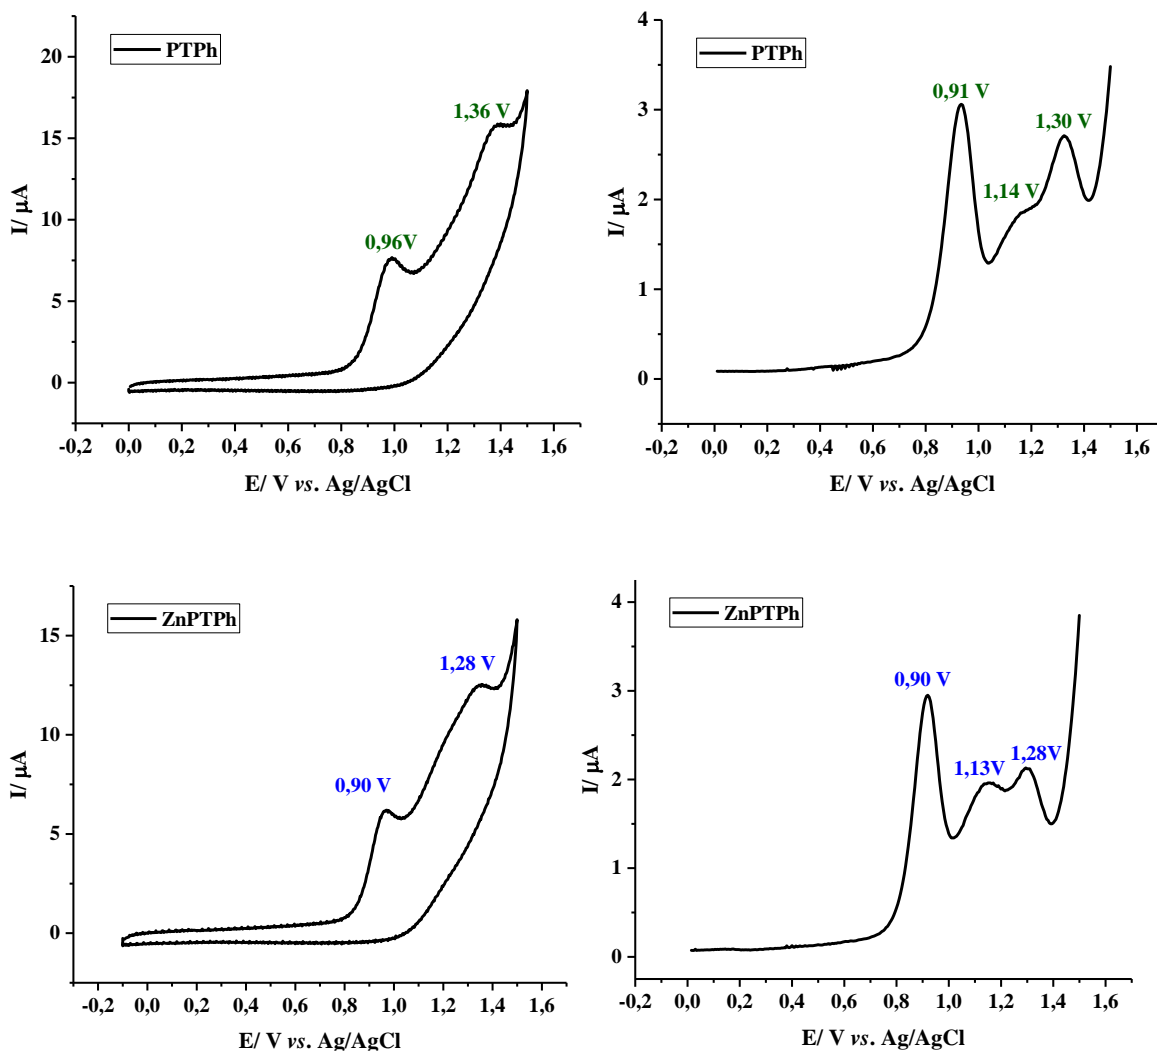 PTPh
20
15
10
5
0
I/ µA
1,36 V
0,96V
-0,2 0,0 0,2 0,4 0,6 0,8 1,0 1,2 1,4 1,6
E/ V vs. Ag/AgCl
PTPh
4
3
2
1
0
I/ µA
0,91 V
1,30 V
1,14 V
-0,2 0,0 0,2 0,4 0,6 0,8 1,0 1,2 1,4 1,6
E/ V vs. Ag/AgCl
ZnPTPh
15
10
5
0
I/ µA
1,28 V
0,90 V
-0,2 0,0 0,2 0,4 0,6 0,8 1,0 1,2 1,4 1,6
E/ V vs. Ag/AgCl
ZnPTPh
4
3
2
1
0
I/ µA
0,90 V
1,28V
1,13V
-0,2 0,0 0,2 0,4 0,6 0,8 1,0 1,2 1,4 1,6
E/ V vs. Ag/AgCl